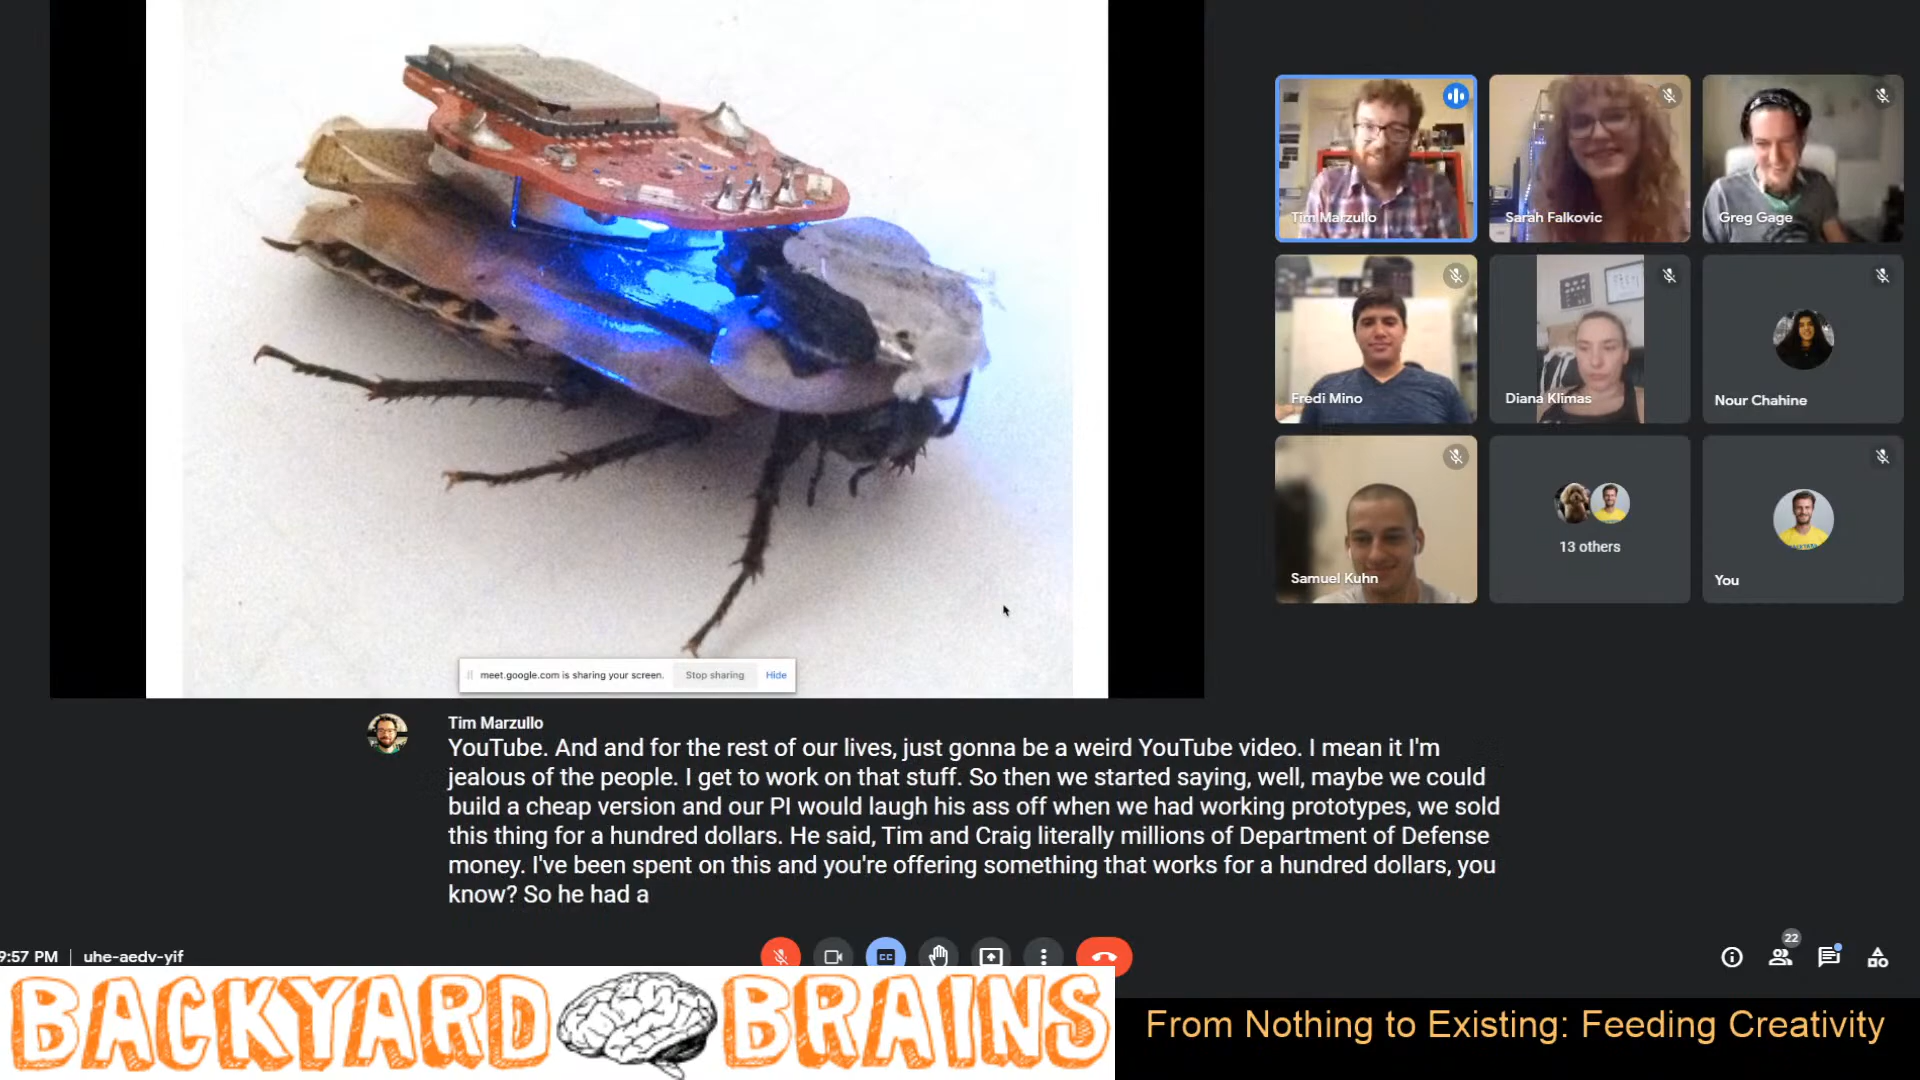 Tim Marzullo
Sarah Falkovic
Greg Gage
Fredi Mino
Diana Klimas
Nour Chahine
Samuel Kuhn
13 others
You
meet.google.com is sharing your screen.
Stop sharing
Hide
Tim Marzullo
YouTube. And and for the rest of our lives, just gonna be a weird YouTube video. I mean it I'm
jealous of the people. I get to work on that stuff. So then we started saying, well, maybe we could
build a cheap version and our PI would laugh his ass off when we had working prototypes, we sold
this thing for a hundred dollars. He said, Tim and Craig literally millions of Department of Defense
money. I've been spent on this and you're offering something that works for a hundred dollars, you
know? So he had a
9:57 PM | uhe-aedv-yif
CC
22
BACKYARD BRAINS
From Nothing to Existing: Feeding Creativity